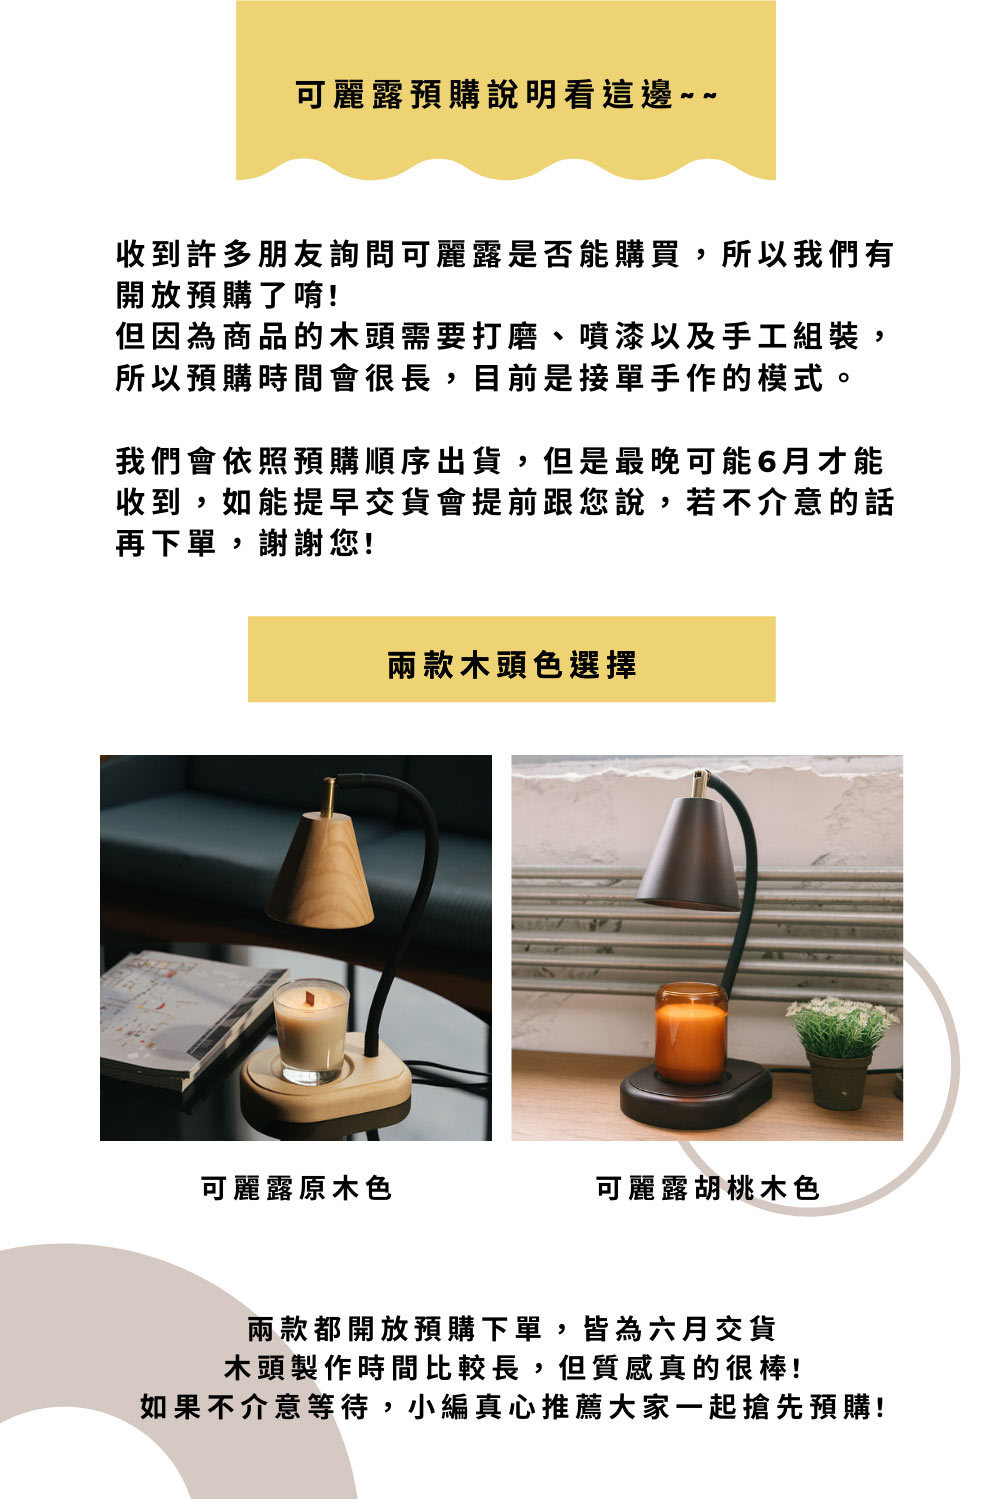 可麗露預購說明看這邊~~
收到許多朋友詢問可麗露是否能購買，所以我們有
開放預購了唷!
但因為商品的木頭需要打磨、噴漆以及手工組裝，
所以預購時間會很長，目前是接單手作的模式。
我們會依照預購順序出貨，但是最晚可能6月才能
收到，如能提早交貨會提前跟您說，若不介意的話
再下單，謝謝您!
兩款木頭色選擇
可麗露原木色
可麗露胡桃木色
兩款都開放預購下單，皆為六月交貨
木頭製作時間比較長，但質感真的很棒!
如果不介意等待，小編真心推薦大家一起搶先預購!